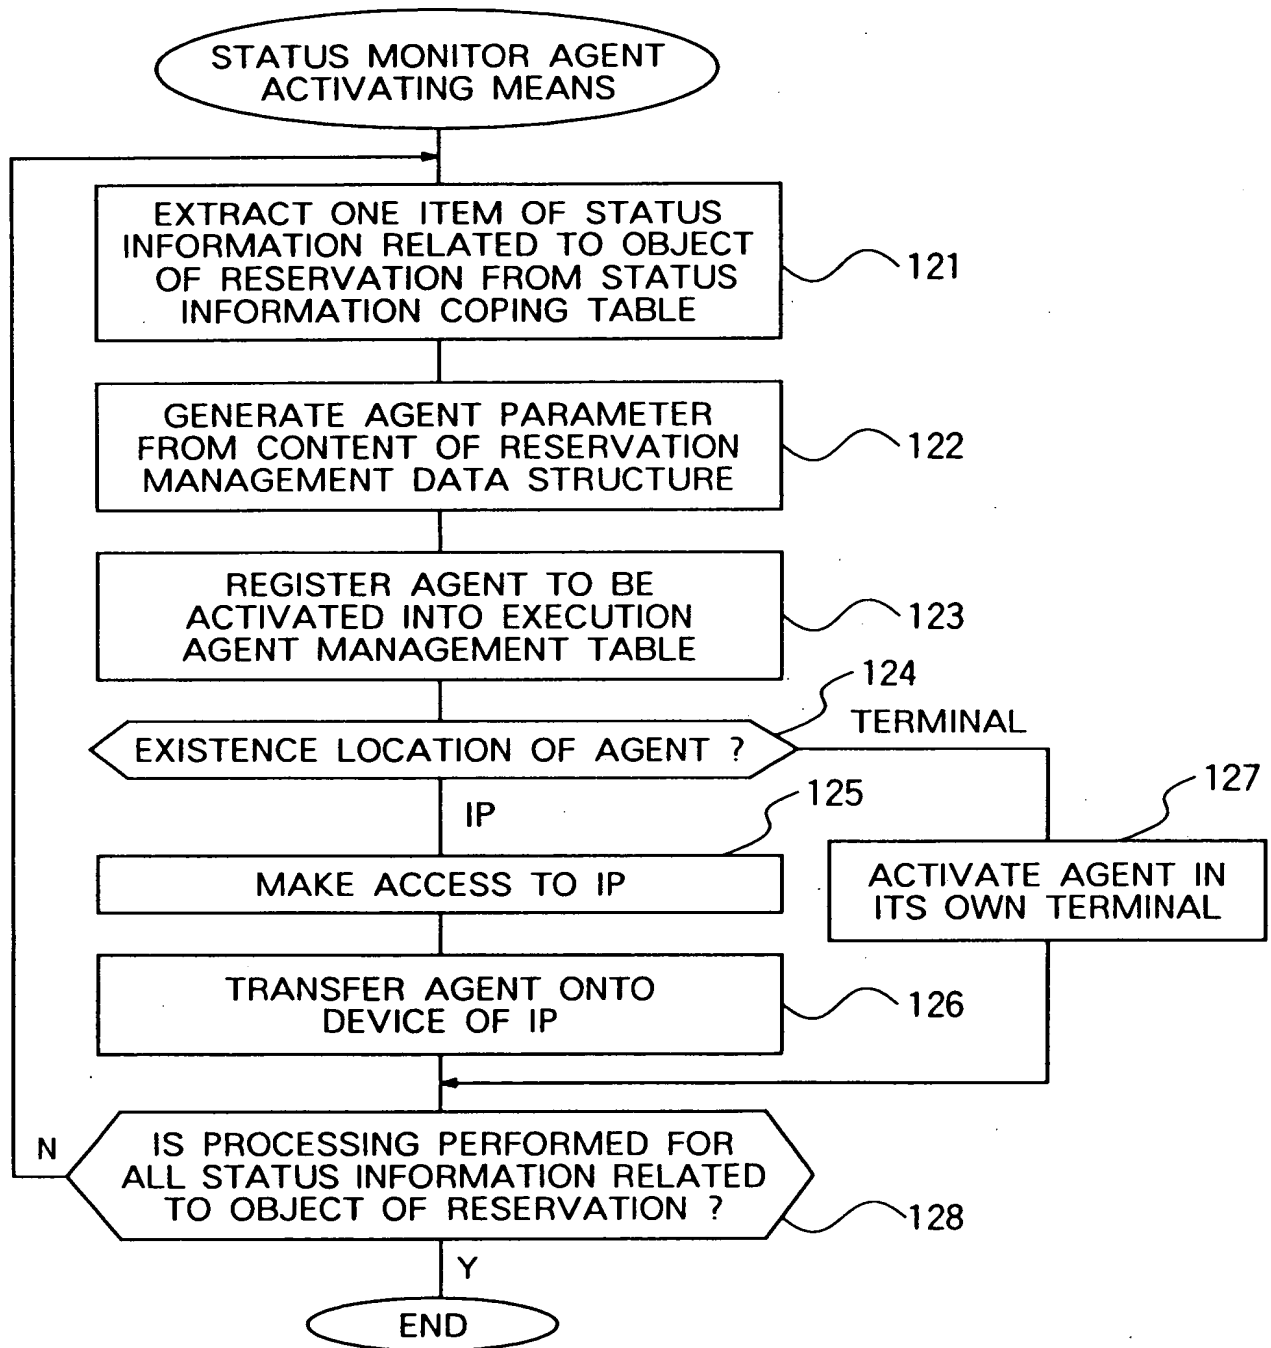 STATUS MONITOR AGENT
ACTIVATING MEANS
EXTRACT ONE ITEM OF STATUS
INFORMATION RELATED TO OBJECT
OF RESERVATION FROM STATUS
INFORMATION COPING TABLE
121
GENERATE AGENT PARAMETER
FROM CONTENT OF RESERVATION
MANAGEMENT DATA STRUCTURE
122
REGISTER AGENT TO BE
ACTIVATED INTO EXECUTION
AGENT MANAGEMENT TABLE
123
124
EXISTENCE LOCATION OF AGENT ?
TERMINAL
IP
125
MAKE ACCESS TO IP
127
ACTIVATE AGENT IN
ITS OWN TERMINAL
TRANSFER AGENT ONTO
DEVICE OF IP
126
N
IS PROCESSING PERFORMED FOR
ALL STATUS INFORMATION RELATED
TO OBJECT OF RESERVATION ?
128
Y
END